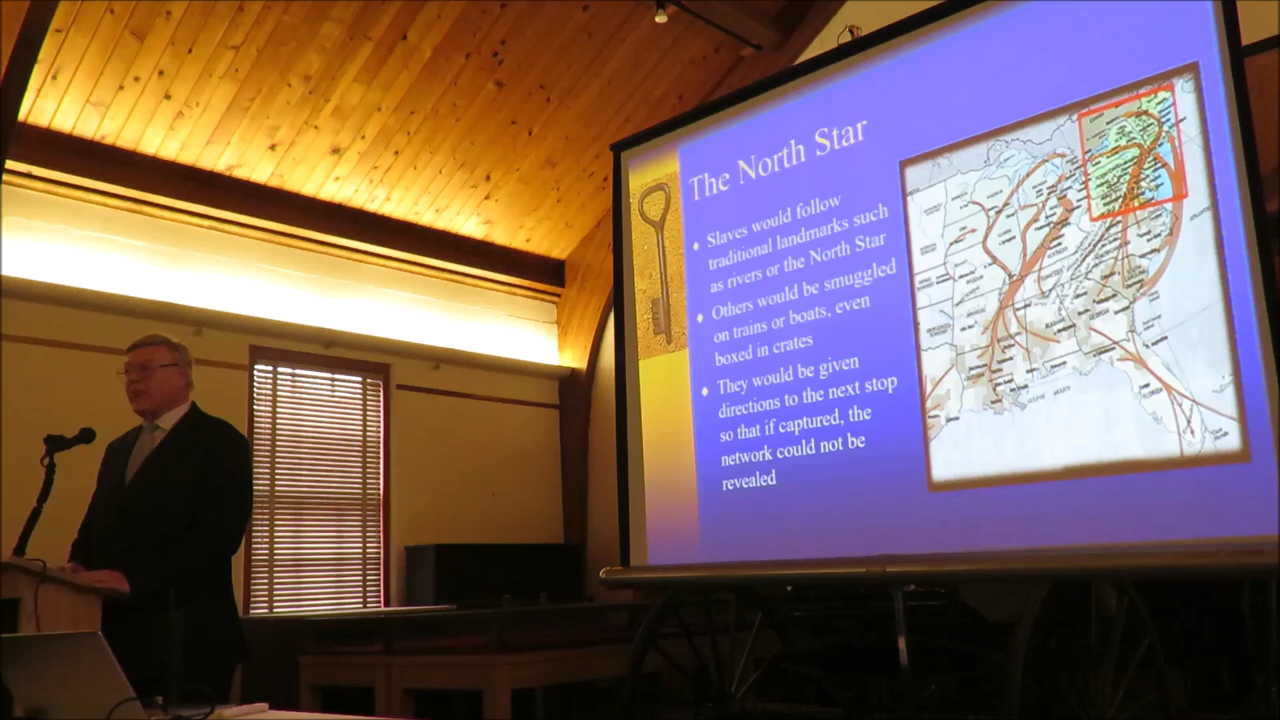 The North Star
Slaves would follow
traditional landmarks such
as rivers or the North Star
Others would be smuggled
on trains or boats, even
boxed in crates
They would be given
directions to the next stop
so that if captured, the
network could not be
revealed
GEORGIA
FLORIDA